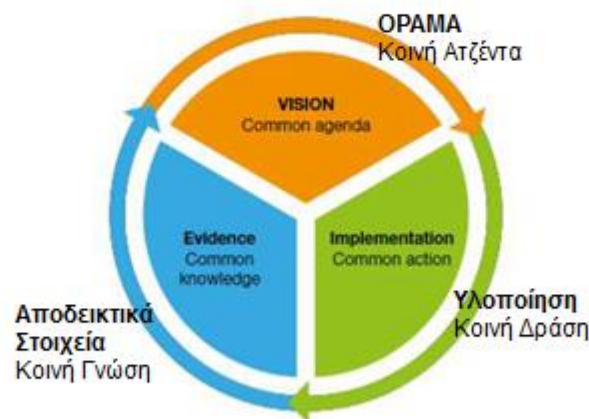 ΟΡΑΜΑ
Κοινή Ατζέντα
VISION
Common agenda
Evidence
Common
knowledge
Implementation
Common action
Αποδεικτικά
Στοιχεία
Κοινή Γνώση
Υλοποίηση
Κοινή Δράση